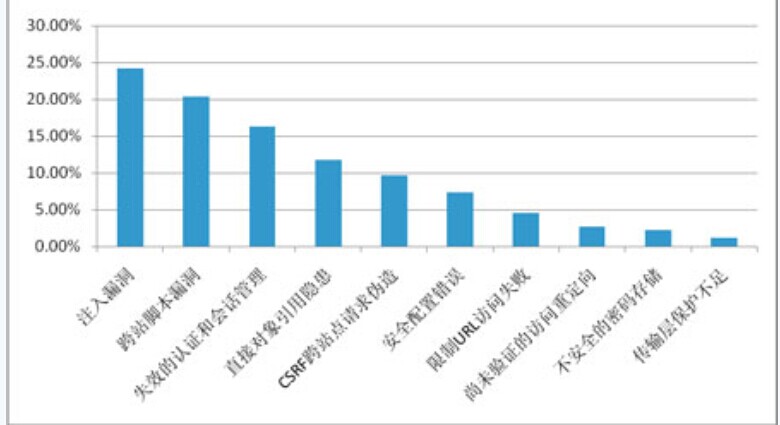 30.00%
25.00%
20.00%
15.00%
10.00%
5.00%
0.00%
注入漏洞
跨站脚本漏洞
失效的认证和会话管理
直接对象引用隐患
CSRF跨站点请求伪造
安全配置错误
限制URL访问失败
尚未验证的访问重定向
不安全的密码存储
传输层保护不足